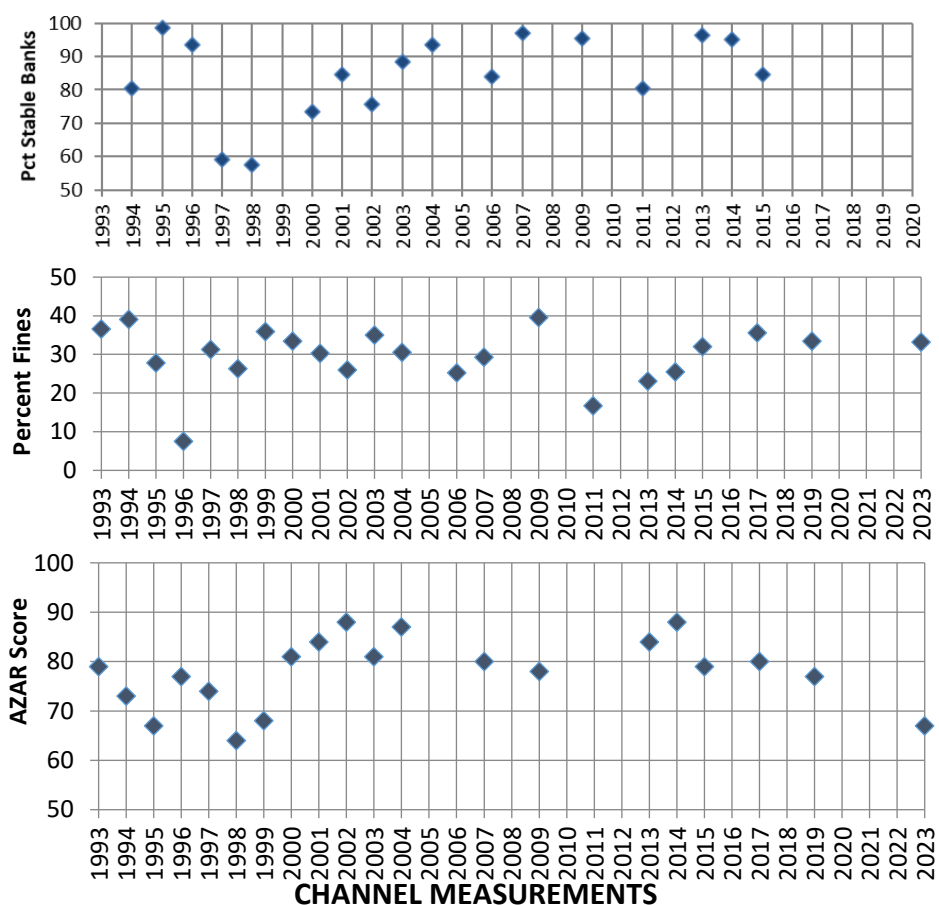 Pct Stable Banks
100
90
80
70
60
50
1993 1994 1995 1996 1997 1998 1999 2000 2001 2002 2003 2004 2005 2006 2007 2008 2009 2010 2011 2012 2013 2014 2015 2016 2017 2018 2019 2020
Percent Fines
50
40
30
20
10
0
1993 1994 1995 1996 1997 1998 1999 2000 2001 2002 2003 2004 2005 2006 2007 2008 2009 2010 2011 2012 2013 2014 2015 2016 2017 2018 2019 2020 2021 2022 2023
AZAR Score
100
90
80
70
60
50
1993 1994 1995 1996 1997 1998 1999 2000 2001 2002 2003 2004 2005 2006 2007 2008 2009 2010 2011 2012 2013 2014 2015 2016 2017 2018 2019 2020 2021 2022 2023
CHANNEL MEASUREMENTS